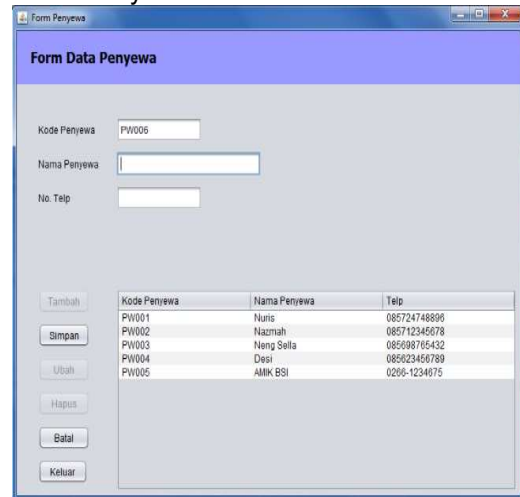 Form Penyewa
Form Data Penyewa
Kode Penyewa PW006
Nama Penyewa
No. Telp
Tambah
Simpan
Ubah
Hapus
Batal
Keluar
Kode Penyewa Nama Penyewa Telp
PW001 Nuris 085724748896
PW002 Nazmah 085712345678
PW003 Neng Sella 085698765432
PW004 Desi 085623456789
PW005 AMIK BSI 0266-1234675